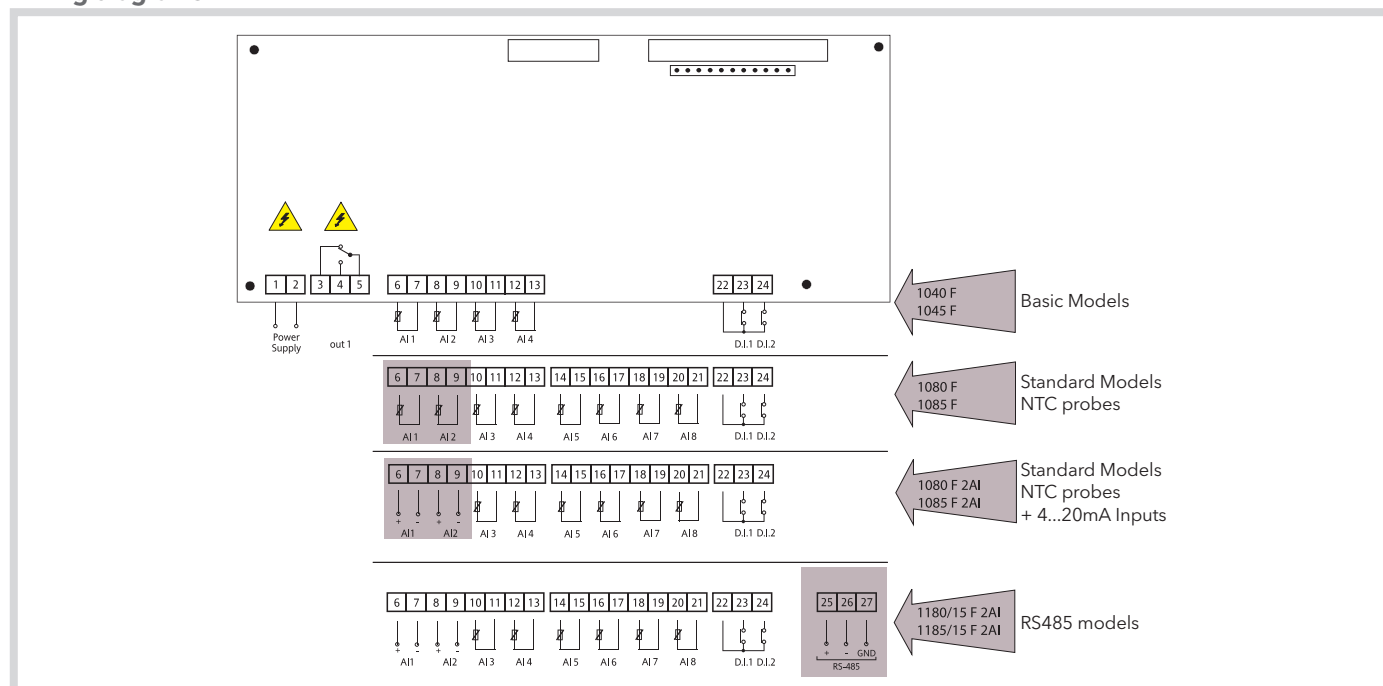 1 2 3 4 5 6 7 8 9 10 11 12 13 22 23 24
Power
Supply
out 1
AI 1 AI 2 AI 3 AI 4
D.I.1 D.I.2
1040 F
1045 F
Basic Models
6 7 8 9 10 11 12 13 14 15 16 17 18 19 20 21 22 23 24
AI 1 AI 2 AI 3 AI 4 AI 5 AI 6 AI 7 AI 8 D.I.1 D.I.2
1080 F
1085 F
Standard Models
NTC probes
6 7 8 9 10 11 12 13 14 15 16 17 18 19 20 21 22 23 24
+ - + -
AI1 AI2 AI 3 AI 4 AI 5 AI 6 AI 7 AI 8 D.I.1 D.I.2
1080 F 2AI
1085 F 2AI
Standard Models
NTC probes
+ 4...20mA Inputs
6 7 8 9 10 11 12 13 14 15 16 17 18 19 20 21 22 23 24 25 26 27
+ - + -
AI1 AI2 AI 3 AI 4 AI 5 AI 6 AI 7 AI 8 D.I.1 D.I.2
+ - GND
RS-485
1180/15 F 2AI
1185/15 F 2AI
RS485 models